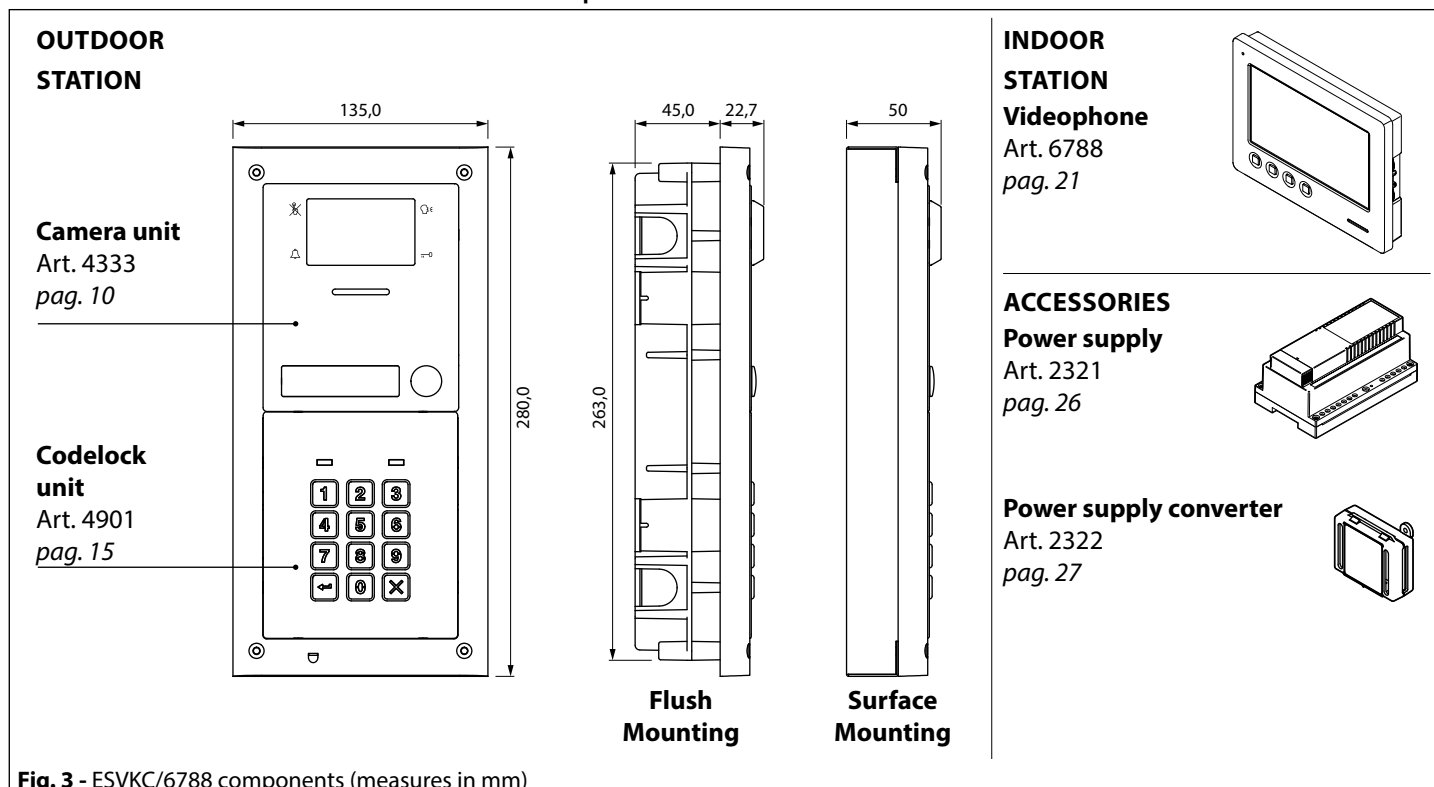 OUTDOOR
STATION
135,0
45,0
22,7
50
Camera unit
Art. 4333
pag. 10
280,0
263,0
Codelock
unit
Art. 4901
pag. 15
1 2 3
4 5 6
7 8 9
0
Flush
Mounting
Surface
Mounting
INDOOR
STATION
Videophone
Art. 6788
pag. 21
ACCESSORIES
Power supply
Art. 2321
pag. 26
Power supply converter
Art. 2322
pag. 27
Fig. 3 - ESVKC/6788 components (measures in mm)